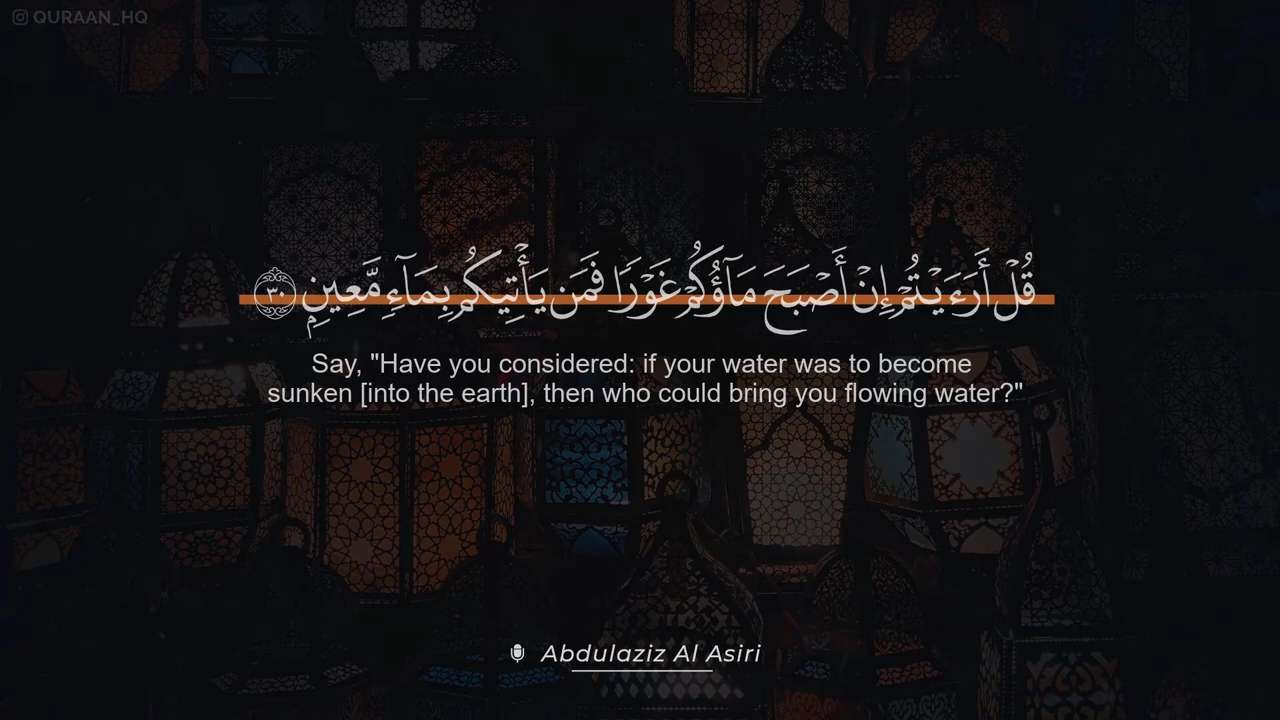 QURAAN_HQ
قُلْ أَرَءَيْتُمْ إِنْ أَصْبَحَ مَآؤُكُمْ غَوْرًا فَمَن يَأْتِيكُم بِمَآءٍ مَّعِينٍ ٣٠
Say, "Have you considered: if your water was to become
sunken [into the earth], then who could bring you flowing water?"
Abdulaziz Al Asiri